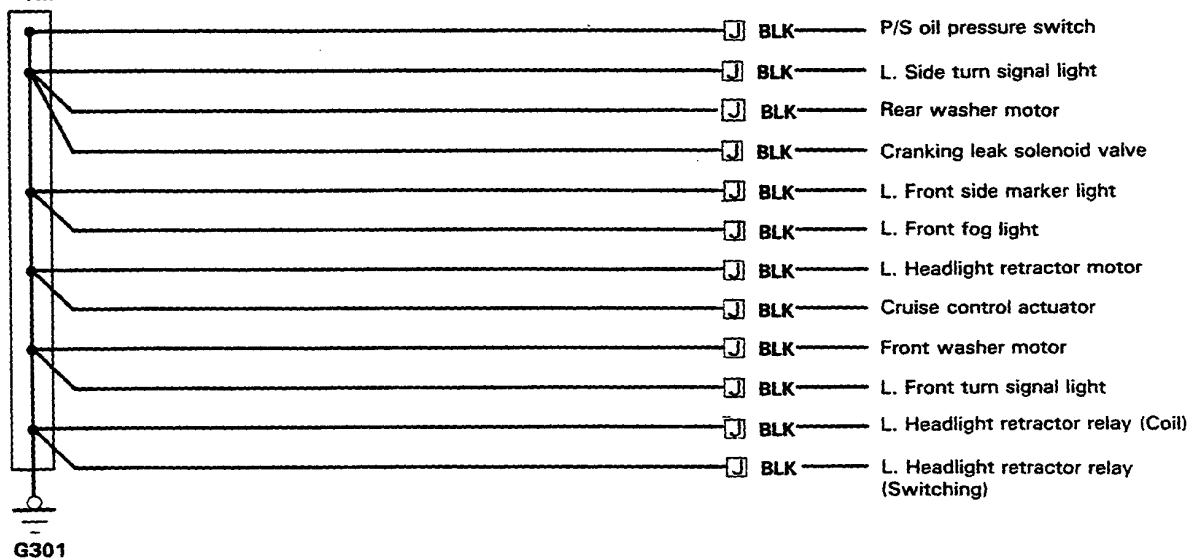 J BLK P/S oil pressure switch
J BLK L. Side turn signal light
J BLK Rear washer motor
J BLK Cranking leak solenoid valve
J BLK L. Front side marker light
J BLK L. Front fog light
J BLK L. Headlight retractor motor
J BLK Cruise control actuator
J BLK Front washer motor
J BLK L. Front turn signal light
J BLK L. Headlight retractor relay (Coil)
J BLK L. Headlight retractor relay
(Switching)
G301